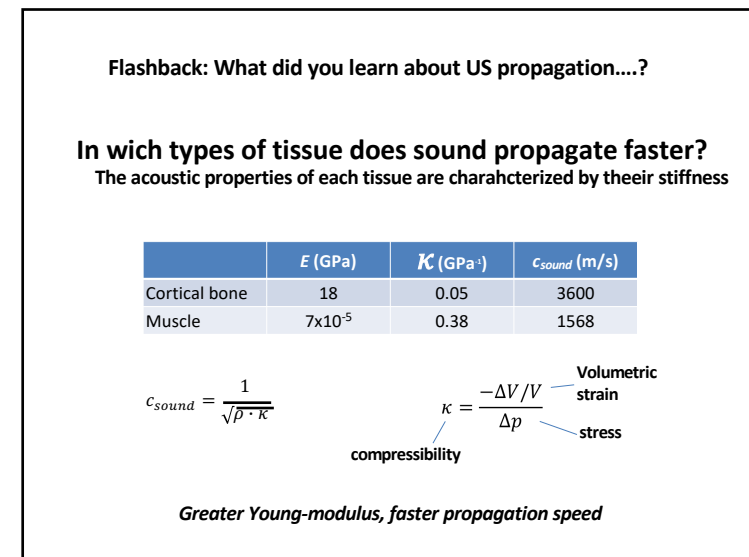 Flashback: What did you learn about US propagation....?
In wich types of tissue does sound propagate faster?
The acoustic properties of each tissue are charahcterized by theeir stiffness
E (GPa) K (GPa-1) csound (m/s)
Cortical bone 18 0.05 3600
Muscle 7x10-5 0.38 1568
c_sound = 1 / √(ρ · κ)
κ = (−ΔV/V) / Δp
Volumetric
strain
stress
compressibility
Greater Young-modulus, faster propagation speed